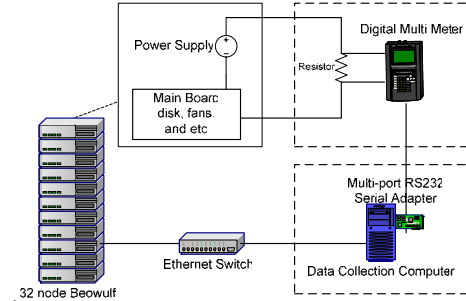 Power Supply
Digital Multi Meter
Resistor
Main Board
disk, fans.
and etc
Multi-port RS232
Serial Adapter
Ethernet Switch
Data Collection Computer
32 node Beowulf